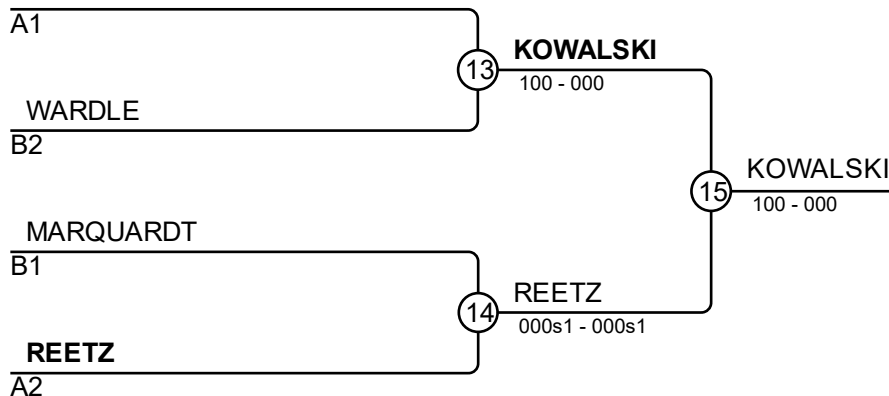 A1
13
KOWALSKI
100 - 000
WARDLE
B2
15
KOWALSKI
100 - 000
MARQUARDT
B1
14
REETZ
000s1 - 000s1
REETZ
A2